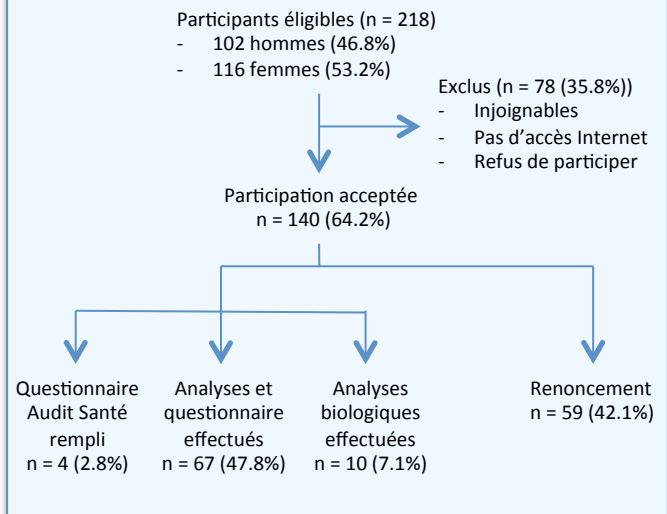 Participants éligibles (n = 218)
- 102 hommes (46.8%)
- 116 femmes (53.2%)
Exclus (n = 78 (35.8%))
- Injoignables
- Pas d'accès Internet
- Refus de participer
Participation acceptée
n = 140 (64.2%)
Questionnaire
Audit Santé
rempli
n = 4 (2.8%)
Analyses et
questionnaire
effectués
n = 67 (47.8%)
Analyses
biologiques
effectuées
n = 10 (7.1%)
Renoncement
n = 59 (42.1%)